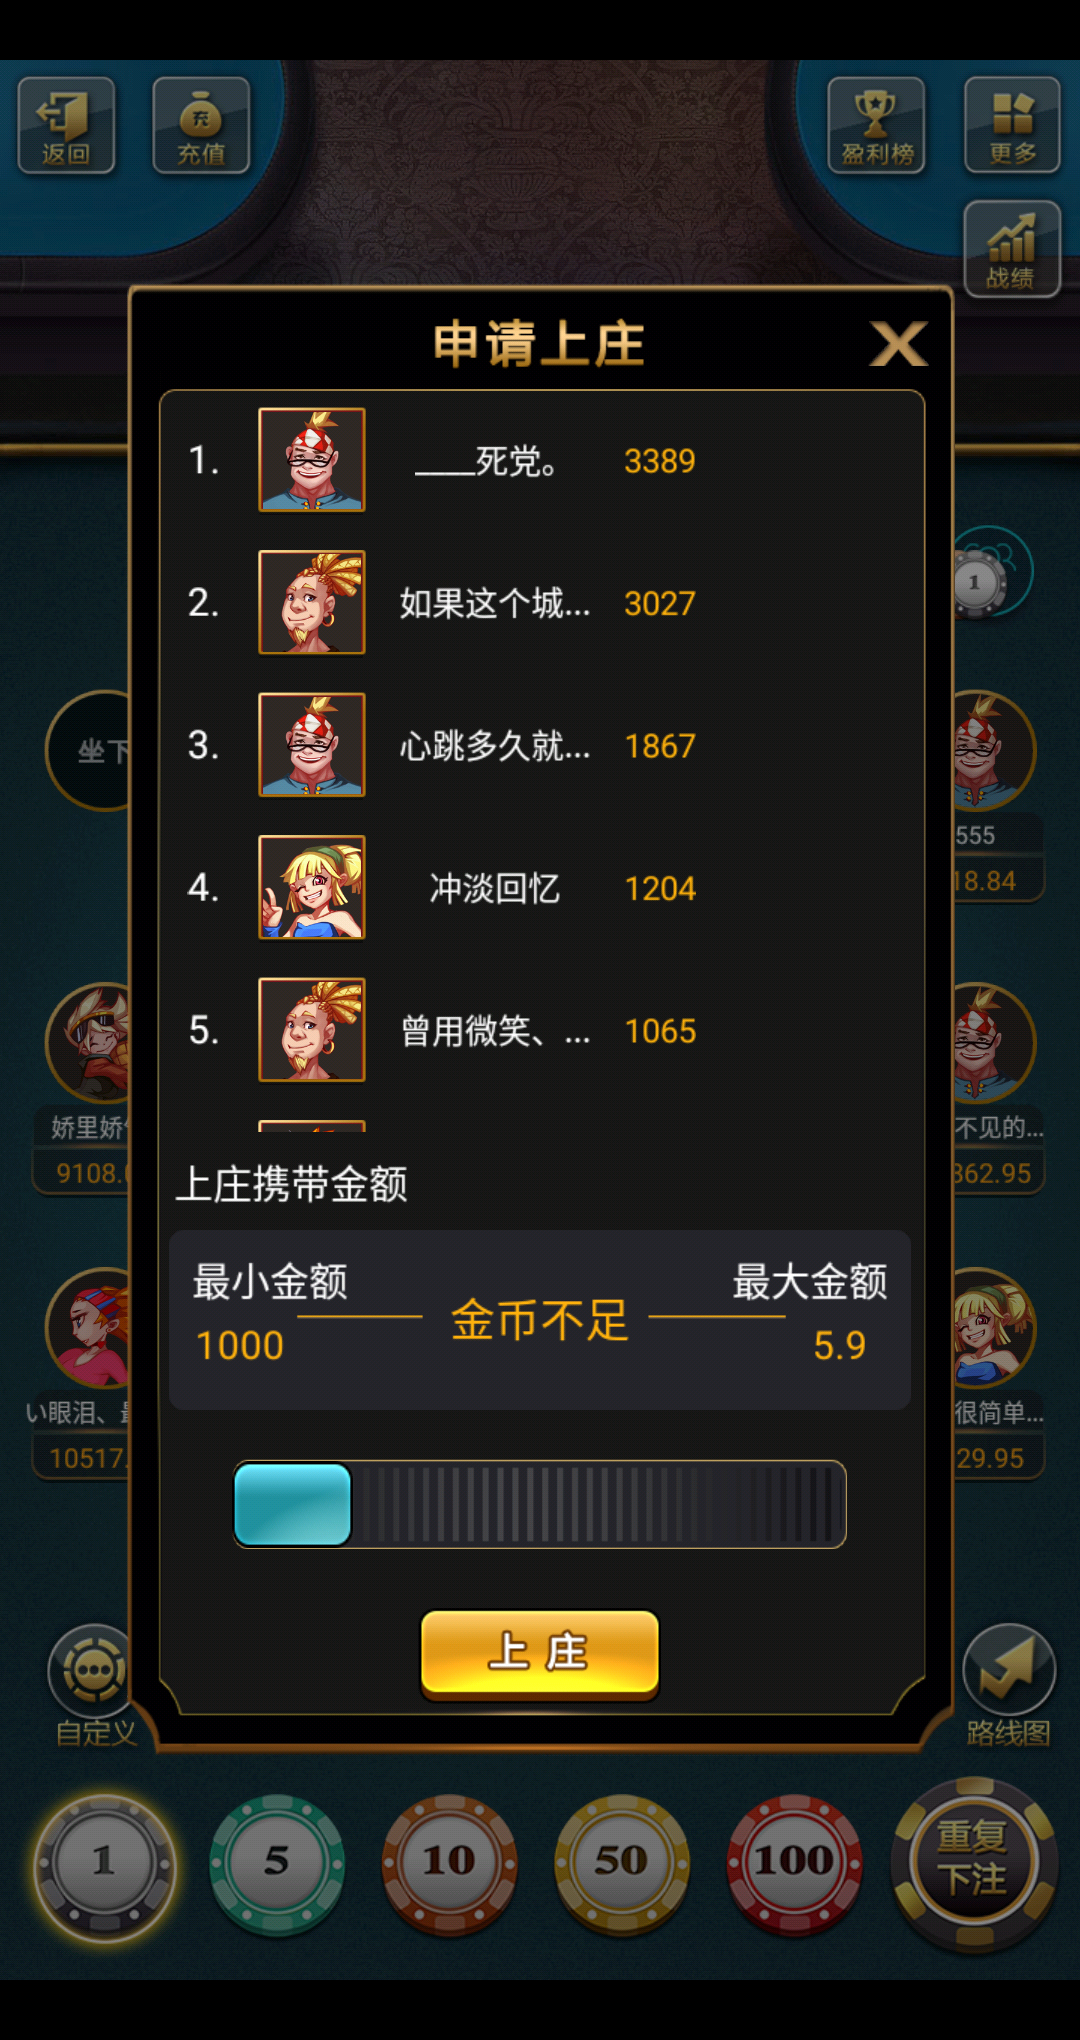 返回
充
充值
盈利榜
更多
战绩
申请上庄
X
1.
____死党。
3389
2.
如果这个城...
3027
3.
心跳多久就...
1867
4.
冲淡回忆
1204
5.
曾用微笑、...
1065
1
坐下
555
18.84
娇里娇
9108.
不见的...
362.95
い眼泪、
10517.
很简单...
29.95
上庄携带金额
最小金额
最大金额
金币不足
1000
5.9
上庄
自定义
路线图
1
5
10
50
100
重复
下注